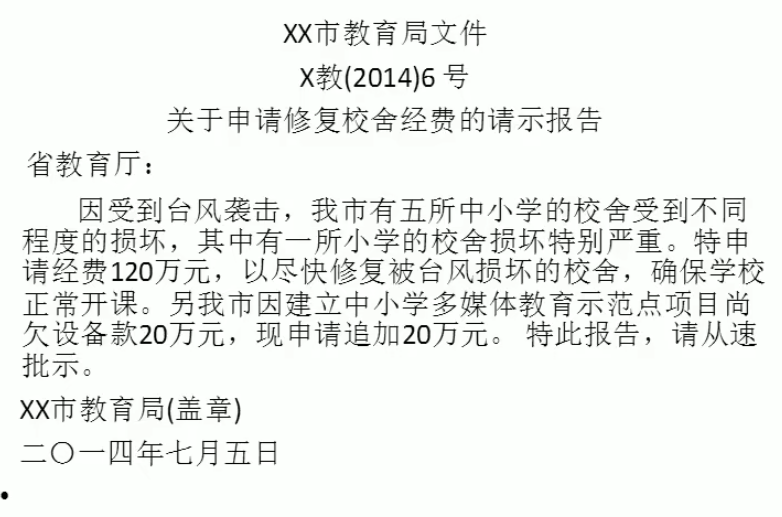 XX市教育局文件
X教(2014)6 号
关于申请修复校舍经费的请示报告
省教育厅：
因受到台风袭击，我市有五所中小学的校舍受到不同
程度的损坏，其中有一所小学的校舍损坏特别严重。特申
请经费120万元，以尽快修复被台风损坏的校舍，确保学校
正常开课。另我市因建立中小学多媒体教育示范点项目尚
欠设备款20万元，现申请追加20万元。 特此报告，请从速
批示。
XX市教育局(盖章)
二〇一四年七月五日